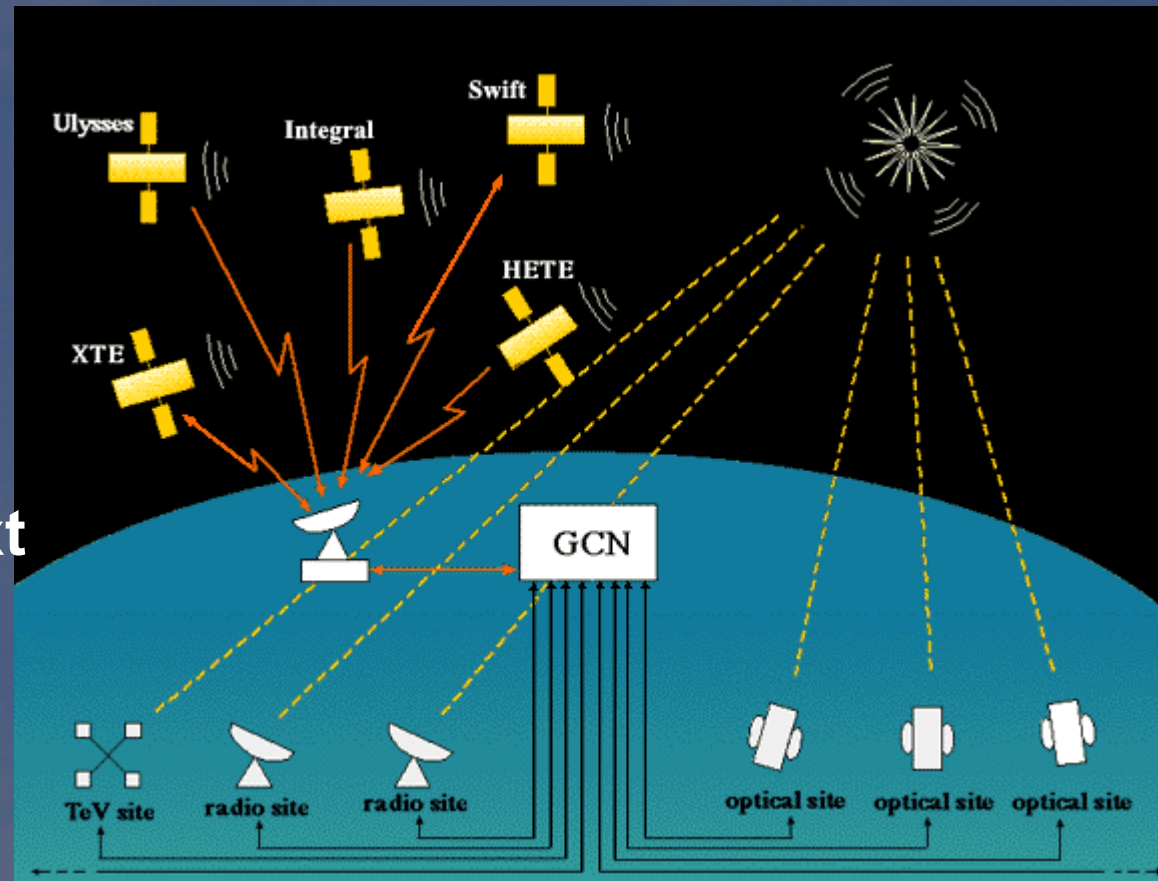 Swift
Ulysses
Integral
HETE
XTE
GCN
TeV site
radio site
radio site
optical site
optical site
optical site